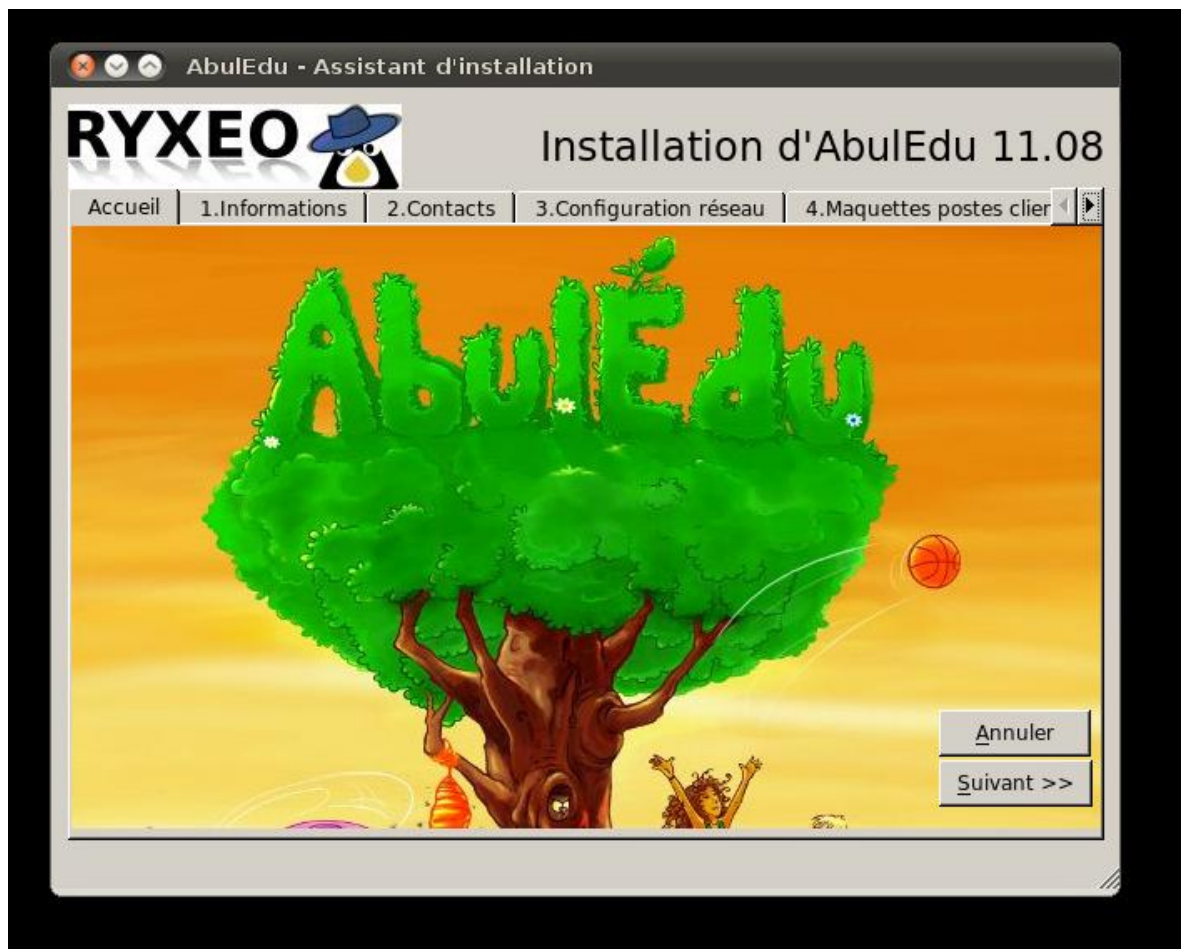 AbulEdu - Assistant d'installation
RYXEO
Installation d'AbulEdu 11.08
Accueil 1.Informations 2.Contacts 3.Configuration réseau 4.Maquettes postes clier
AbulÉdu
Annuler
Suivant >>